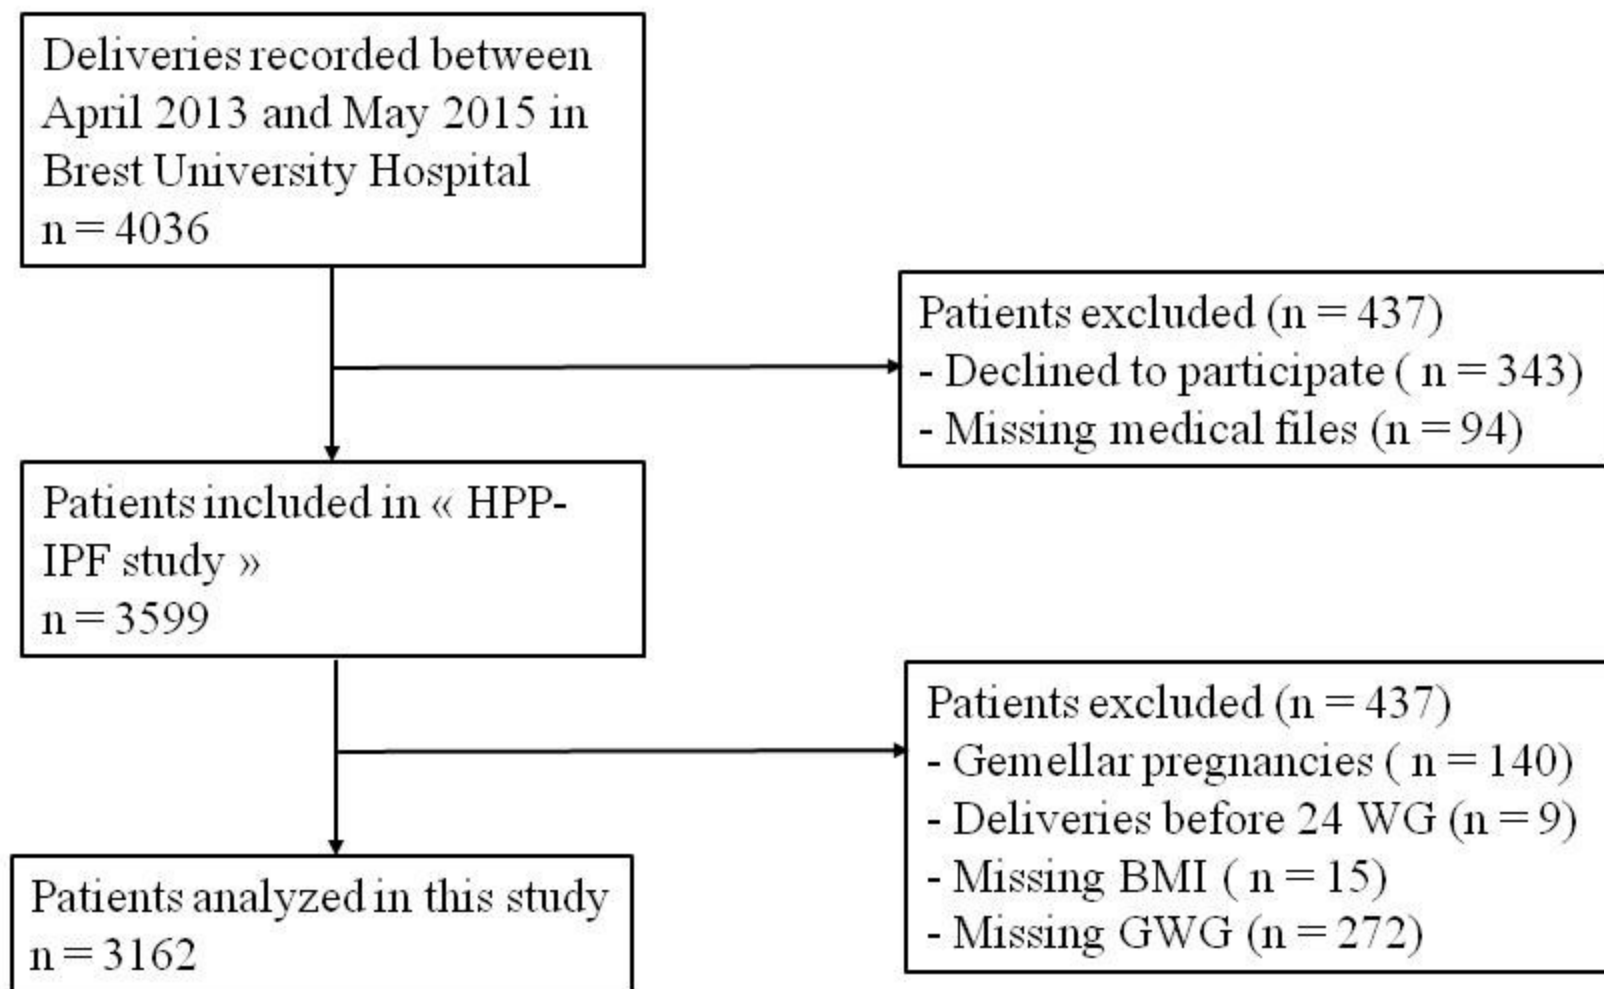 Deliveries recorded between
April 2013 and May 2015 in
Brest University Hospital
n = 4036
Patients excluded (n = 437)
- Declined to participate ( n = 343)
- Missing medical files (n = 94)
Patients included in « HPP-
IPF study »
n = 3599
Patients excluded (n = 437)
- Gemellar pregnancies ( n = 140)
- Deliveries before 24 WG (n = 9)
- Missing BMI ( n = 15)
- Missing GWG (n = 272)
Patients analyzed in this study
n = 3162